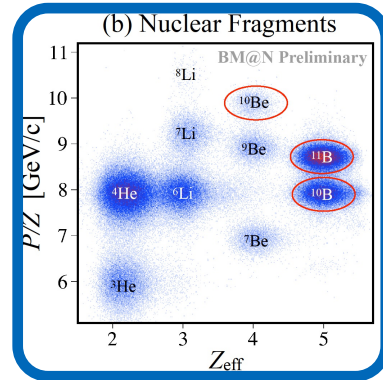 (b) Nuclear Fragments
BM@N Preliminary
11
10
9
8
7
6
P/Z [GeV/c]
⁸Li
¹⁰Be
⁷Li
⁹Be
¹¹B
⁴He
⁶Li
¹⁰B
⁷Be
³He
2
3
4
5
Z_eff